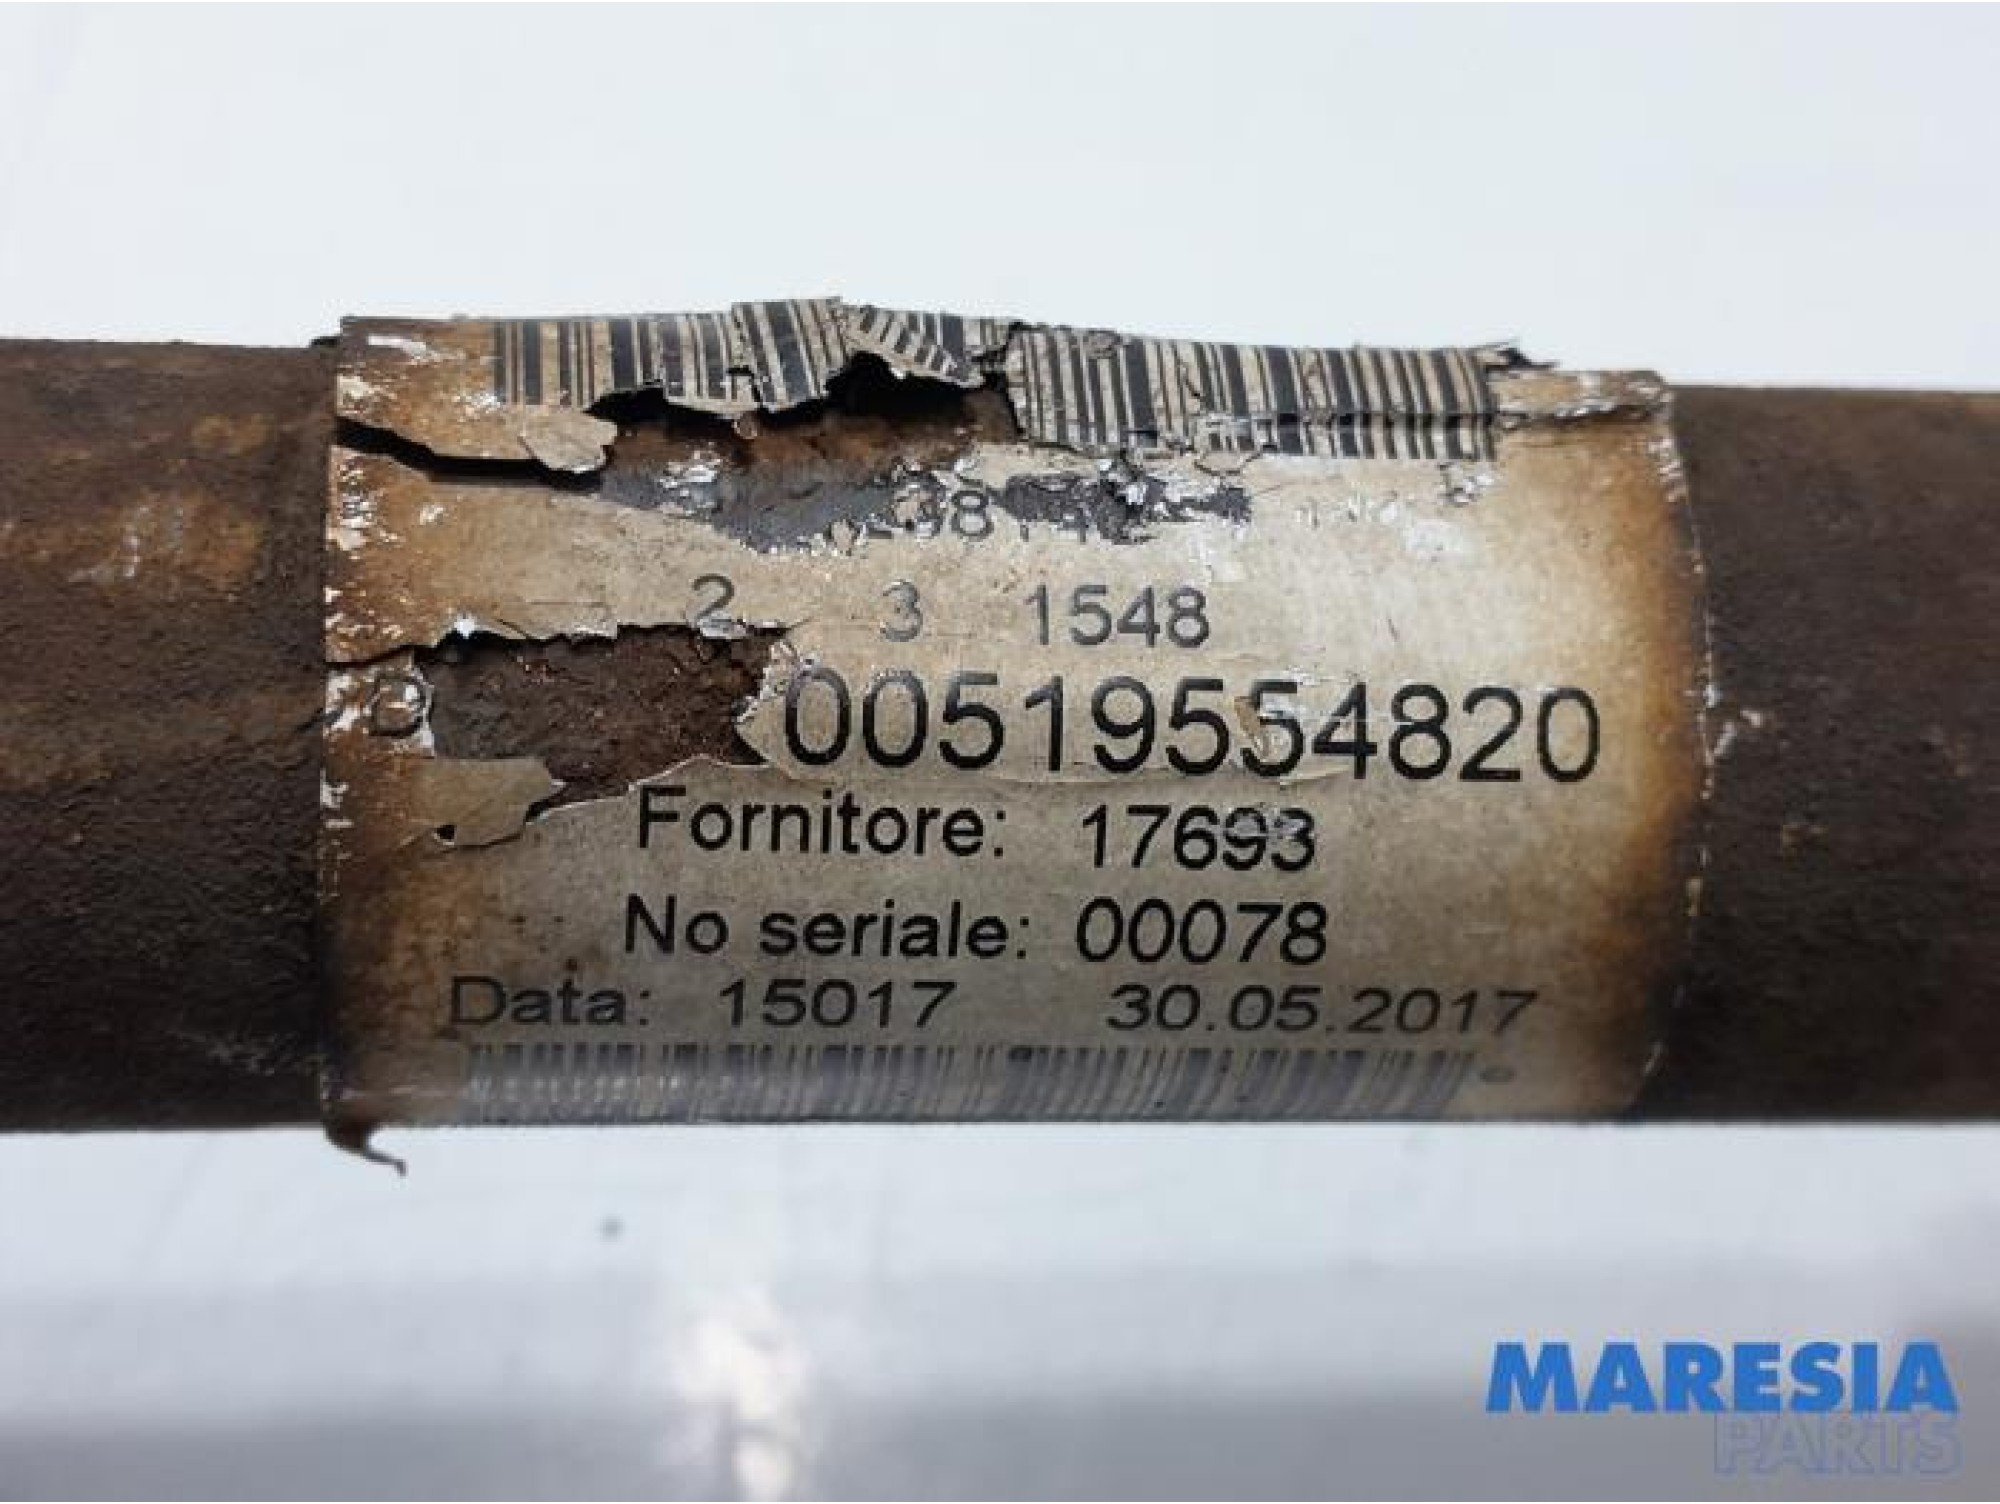 2 3 1548
00519554820
Fornitore: 17693
No seriale: 00078
Data: 15017 30.05.2017
MARESIA
PARTS